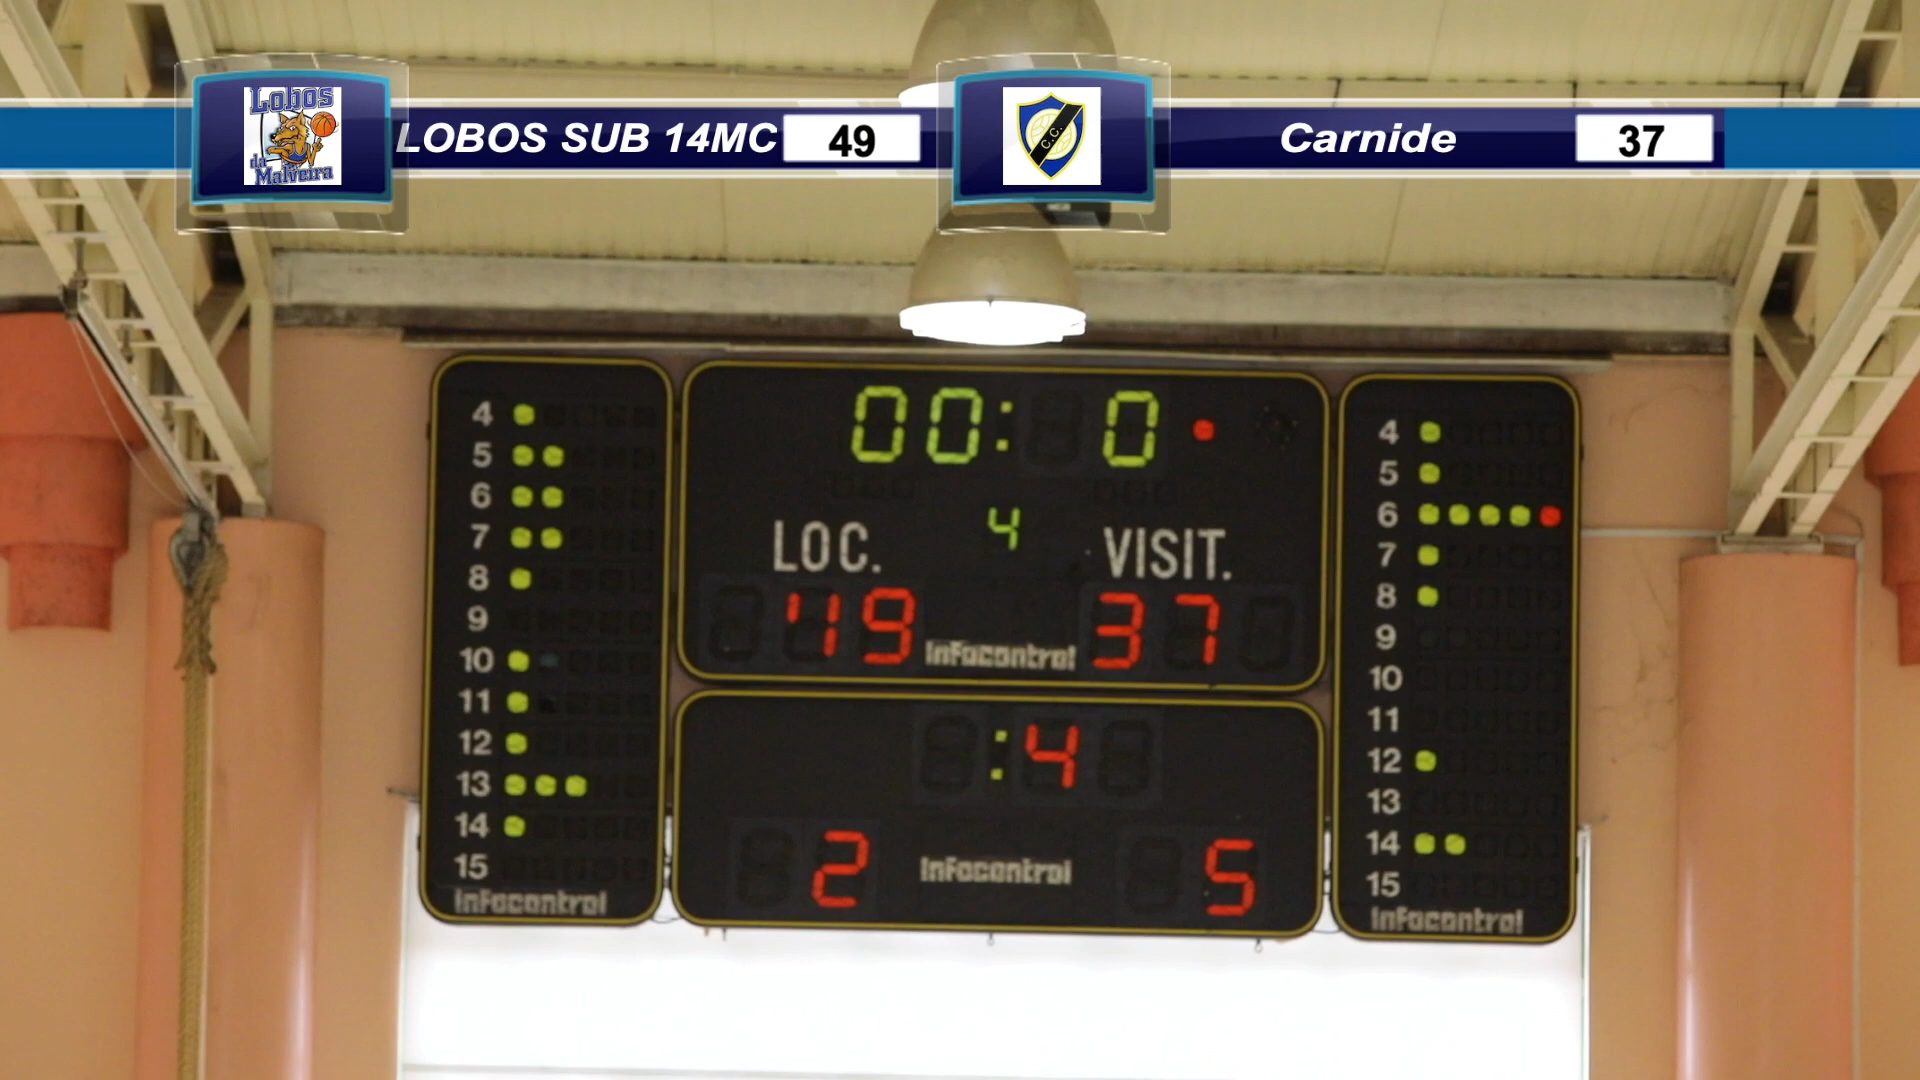 Lobos
da
Malveira
LOBOS SUB 14MC 49
C.C.
Carnide 37
00: 0
4
LOC. VISIT.
49 37
Infocontrol
:4
2 5
Infocontrol
4
5
6
7
8
9
10
11
12
13
14
15
Infocontrol
4
5
6
7
8
9
10
11
12
13
14
15
Infocontrol